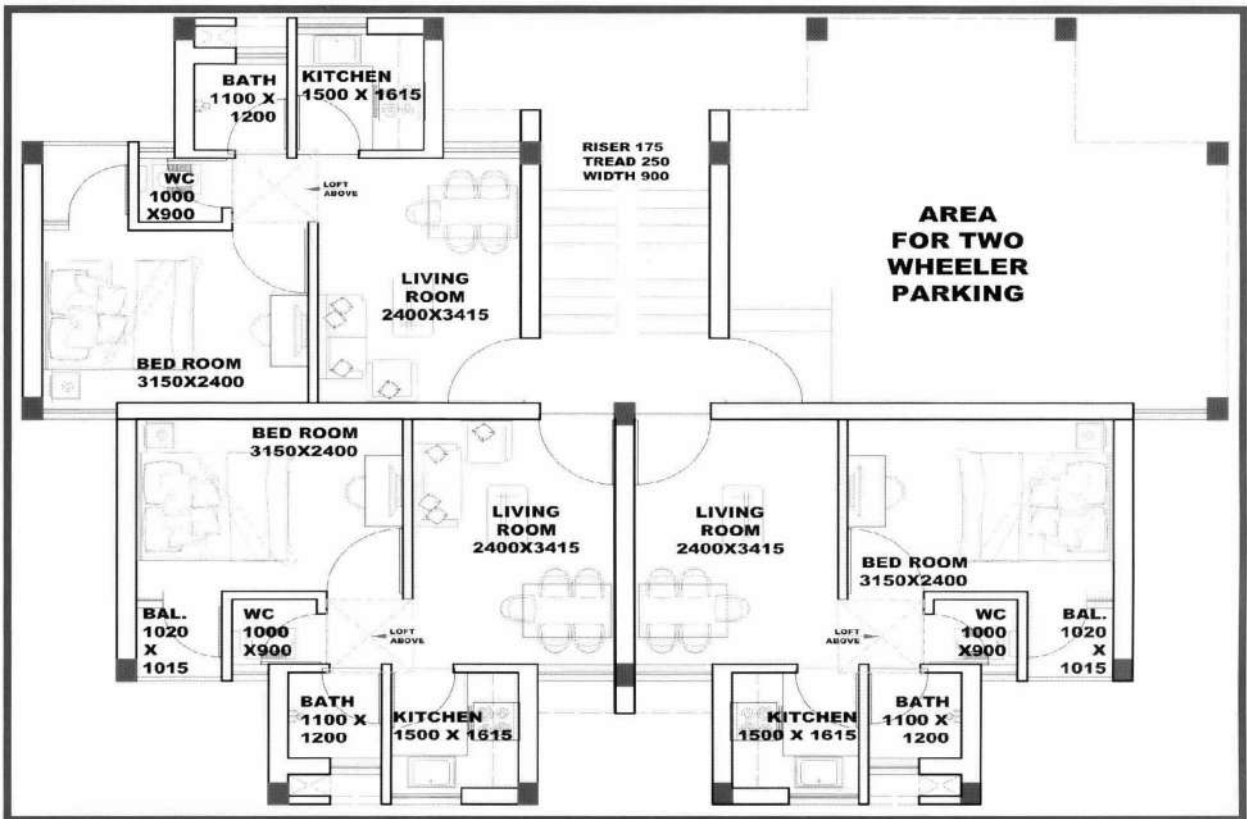 BATH
1100 X
1200
KITCHEN
1500 X 1615
RISER 175
TREAD 250
WIDTH 900
WC
1000
X900
LOFT
ABOVE
AREA
FOR TWO
WHEELER
PARKING
LIVING
ROOM
2400X3415
BED ROOM
3150X2400
BED ROOM
3150X2400
LIVING
ROOM
2400X3415
LIVING
ROOM
2400X3415
BED ROOM
3150X2400
BAL.
1020
X
1015
WC
1000
X900
LOFT
ABOVE
LOFT
ABOVE
WC
1000
X900
BAL.
1020
X
1015
BATH
1100 X
1200
KITCHEN
1500 X 1615
KITCHEN
1500 X 1615
BATH
1100 X
1200